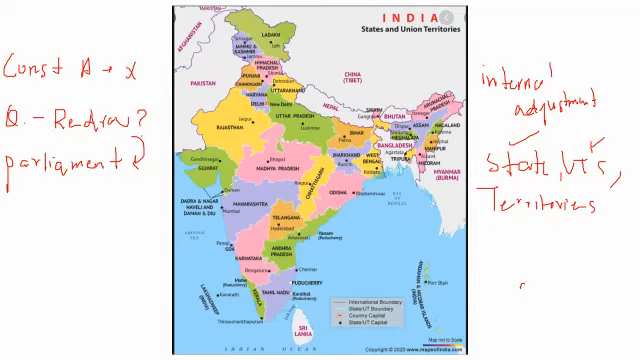 Const A → x
Q.- Redraw?
parliament
INDIA
States and Union Territories
AFGHANISTAN
TAJIKISTAN
LADAKH
Srinagar
Leh
JAMMU & KASHMIR
Jammu
HIMACHAL PRADESH
Shimla
PUNJAB
CHANDIGARH
Dehradun
UTTARAKHAND
HARYANA
DELHI
New Delhi
PAKISTAN
CHINA
(TIBET)
NEPAL
RAJASTHAN
Jaipur
UTTAR PRADESH
Lucknow
SIKKIM
Gangtok
BHUTAN
ARUNACHAL PRADESH
Itanagar
ASSAM
Dispur
NAGALAND
Kohima
Shillong
MEGHALAYA
MANIPUR
Imphal
BANGLADESH
Agartala
TRIPURA
Aizawl
MIZORAM
MYANMAR
(BURMA)
BIHAR
Patna
JHARKHAND
Ranchi
WEST BENGAL
Kolkata
Gandhinagar
GUJARAT
Bhopal
MADHYA PRADESH
Raipur
CHHATTISGARH
ODISHA
Bhubaneswar
Daman
DADRA & NAGAR HAVELI AND DAMAN & DIU
MAHARASHTRA
Mumbai
TELANGANA
Hyderabad
Yanam
(Puducherry)
Amaravati
ANDHRA PRADESH
Panaji
GOA
KARNATAKA
Bengaluru
Chennai
Mahe
(Puducherry)
PUDUCHERRY
Karaikal
(Puducherry)
LAKSHADWEEP
(INDIA)
Kavaratti
KERALA
TAMIL NADU
Thiruvananthapuram
SRI LANKA
ANDAMAN & NICOBAR ISLANDS
(INDIA)
Port Blair
INDIAN OCEAN
International Boundary
State/UT Boundary
Country Capital
State/UT Capital
Map not to Scale
Copyright © 2020 www.mapsofindia.com
internal
adjustment
State, UTs,
Territories